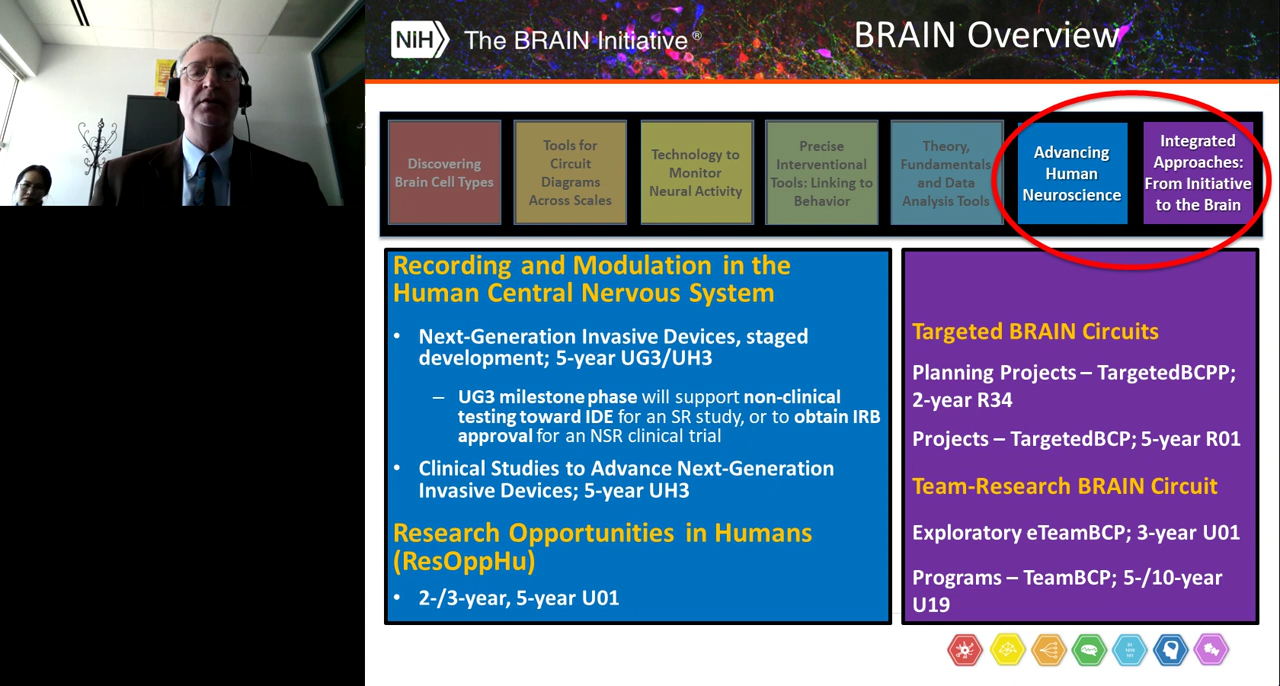 NIH The BRAIN Initiative®
BRAIN Overview
Discovering
Brain Cell Types
Tools for
Circuit
Diagrams
Across Scales
Technology to
Monitor
Neural Activity
Precise
Interventional
Tools: Linking to
Behavior
Theory,
Fundamentals
and Data
Analysis Tools
Advancing
Human
Neuroscience
Integrated
Approaches:
From Initiative
to the Brain
Recording and Modulation in the
Human Central Nervous System
• Next-Generation Invasive Devices, staged
development; 5-year UG3/UH3
– UG3 milestone phase will support non-clinical
testing toward IDE for an SR study, or to obtain IRB
approval for an NSR clinical trial
• Clinical Studies to Advance Next-Generation
Invasive Devices; 5-year UH3
Research Opportunities in Humans
(ResOppHu)
• 2-/3-year, 5-year U01
Targeted BRAIN Circuits
Planning Projects – TargetedBCPP;
2-year R34
Projects – TargetedBCP; 5-year R01
Team-Research BRAIN Circuit
Exploratory eTeamBCP; 3-year U01
Programs – TeamBCP; 5-/10-year
U19